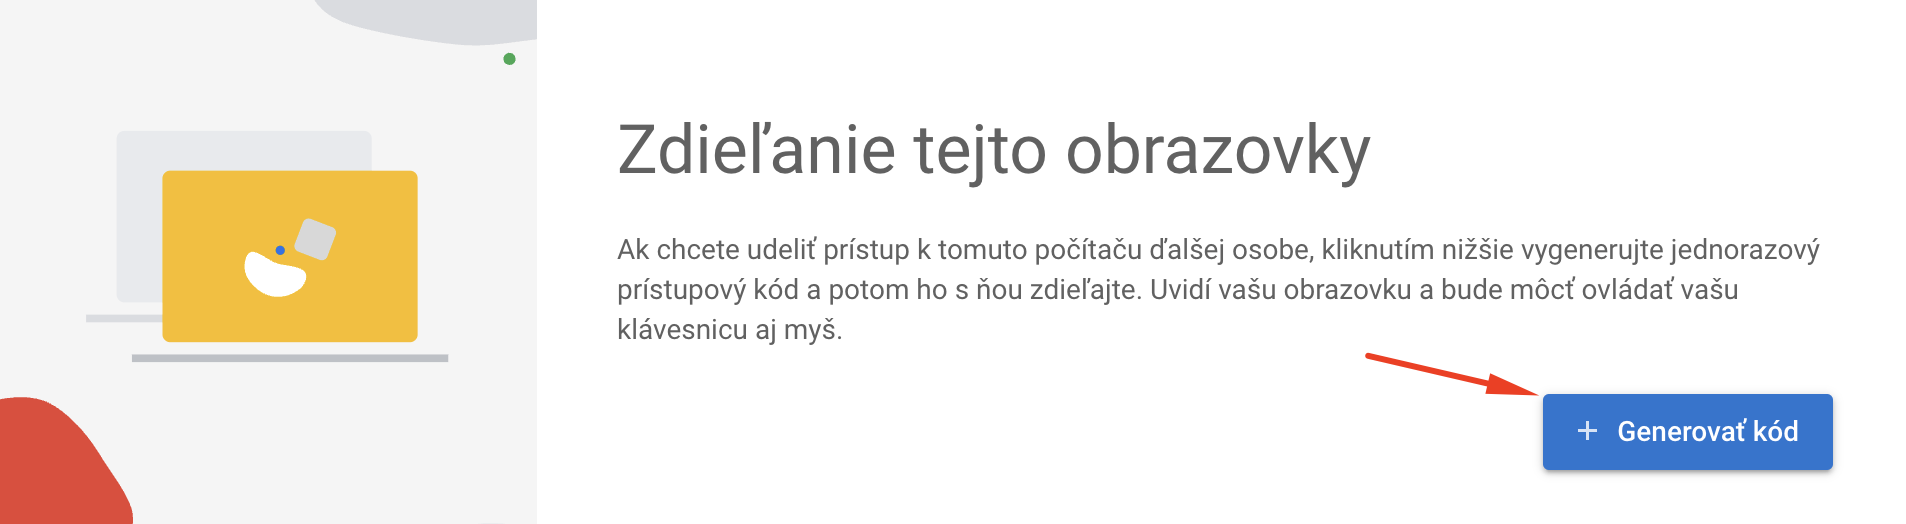 Zdieľanie tejto obrazovky
Ak chcete udeliť prístup k tomuto počítaču ďalšej osobe, kliknutím nižšie vygenerujte jednorazový
prístupový kód a potom ho s ňou zdieľajte. Uvidí vašu obrazovku a bude môcť ovládať vašu
klávesnicu aj myš.
+ Generovať kód